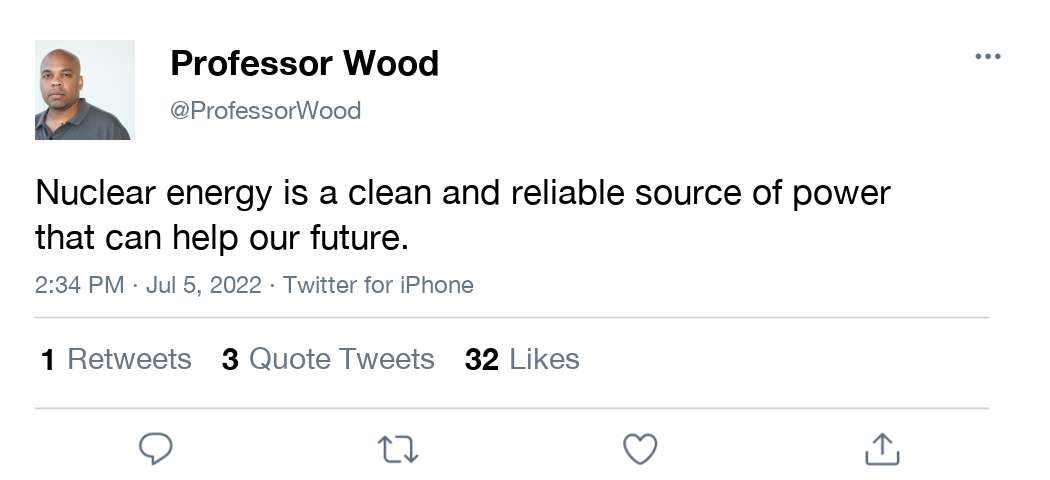 Professor Wood
@ProfessorWood
Nuclear energy is a clean and reliable source of power
that can help our future.
2:34 PM · Jul 5, 2022 · Twitter for iPhone
1 Retweets 3 Quote Tweets 32 Likes